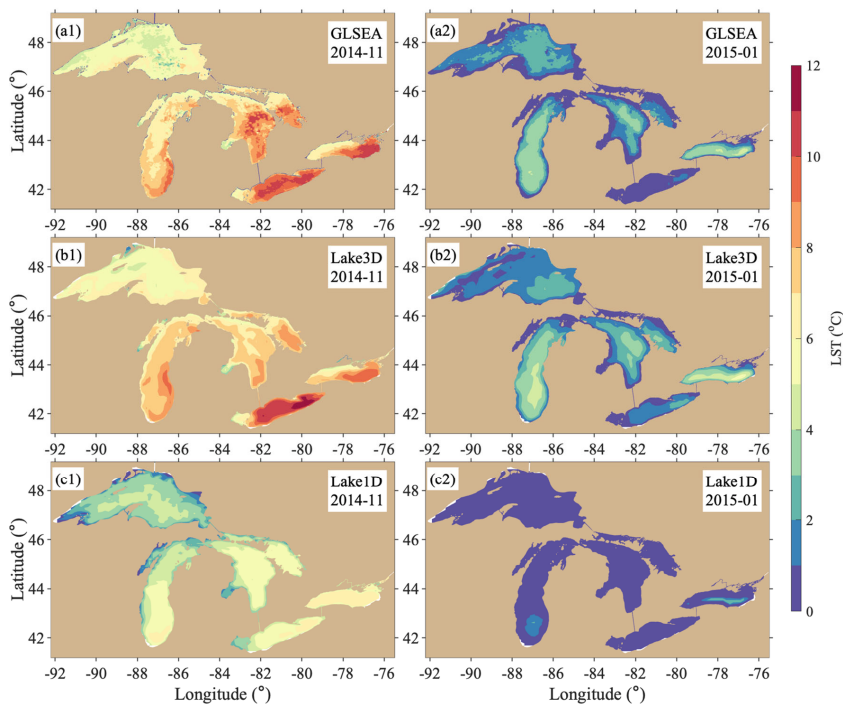 (a1)
GLSEA
2014-11
(a2)
GLSEA
2015-01
Latitude (°)
48
46
44
42
-92 -90 -88 -86 -84 -82 -80 -78 -76
-92 -90 -88 -86 -84 -82 -80 -78 -76
(b1)
Lake3D
2014-11
(b2)
Lake3D
2015-01
Latitude (°)
48
46
44
42
-92 -90 -88 -86 -84 -82 -80 -78 -76
-92 -90 -88 -86 -84 -82 -80 -78 -76
(c1)
Lake1D
2014-11
(c2)
Lake1D
2015-01
Latitude (°)
48
46
44
42
-92 -90 -88 -86 -84 -82 -80 -78 -76
-92 -90 -88 -86 -84 -82 -80 -78 -76
Longitude (°)
Longitude (°)
12
10
8
6
4
2
0
LST (°C)